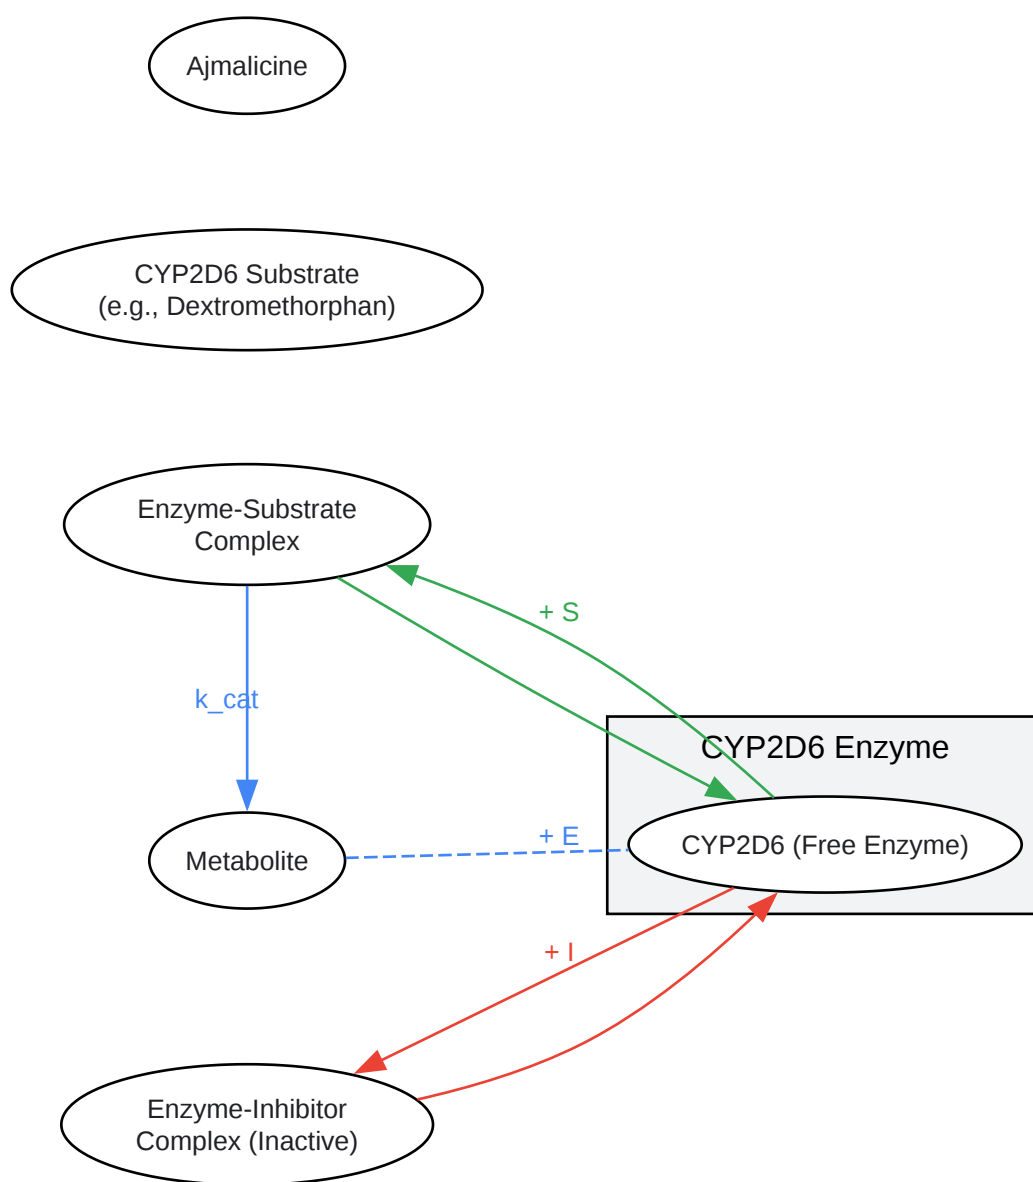 Ajmalicine
CYP2D6 Substrate
(e.g., Dextromethorphan)
Enzyme-Substrate
Complex
+ S
k_cat
CYP2D6 Enzyme
+ E
CYP2D6 (Free Enzyme)
Metabolite
+ I
Enzyme-Inhibitor
Complex (Inactive)